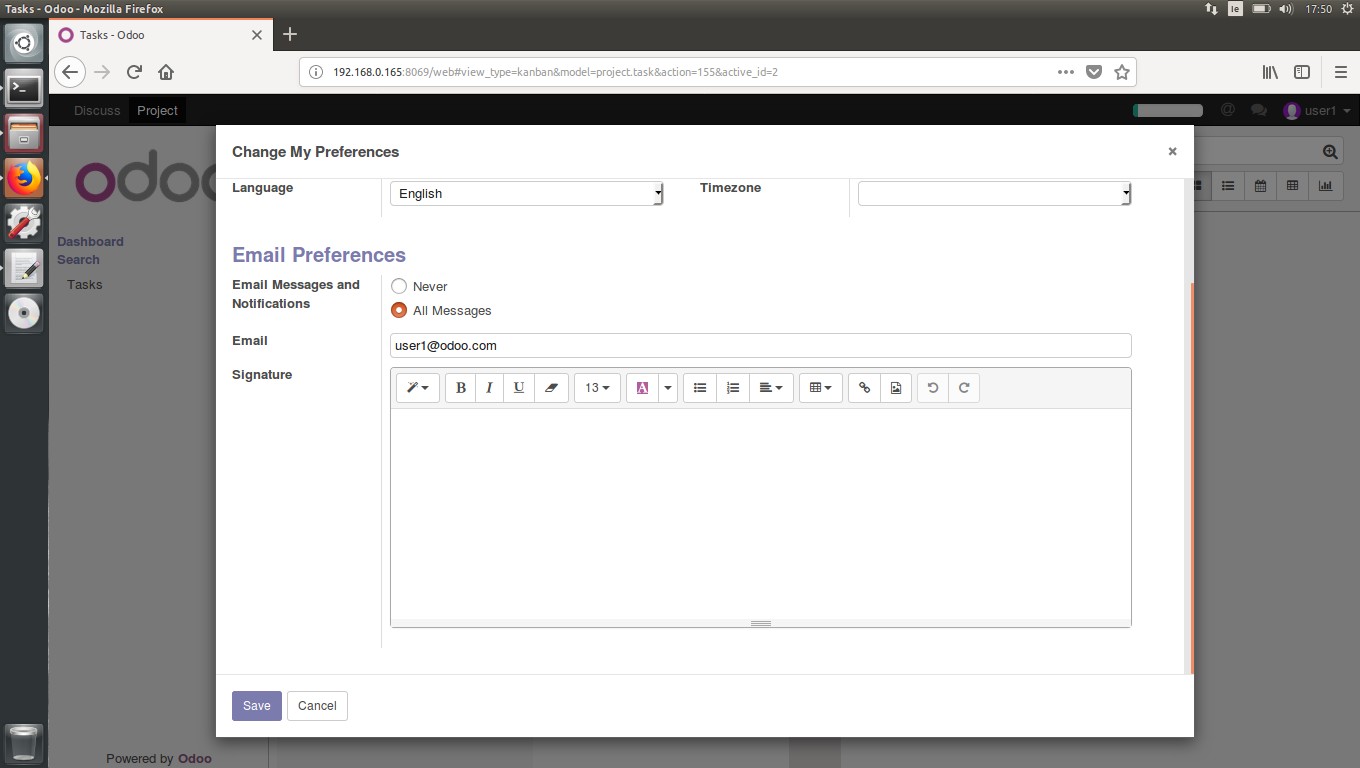 Tasks - Odoo - Mozilla Firefox
Ie
17:50
Tasks - Odoo
192.168.0.165:8069/web#view_type=kanban&model=project.task&action=155&active_id=2
Discuss Project
@
user1
odoo
Change My Preferences
Language
English
Timezone
Dashboard
Search
Tasks
Email Preferences
Email Messages and
Notifications
Never
All Messages
Email
user1@odoo.com
Signature
B I U 13 A
Save Cancel
Powered by Odoo